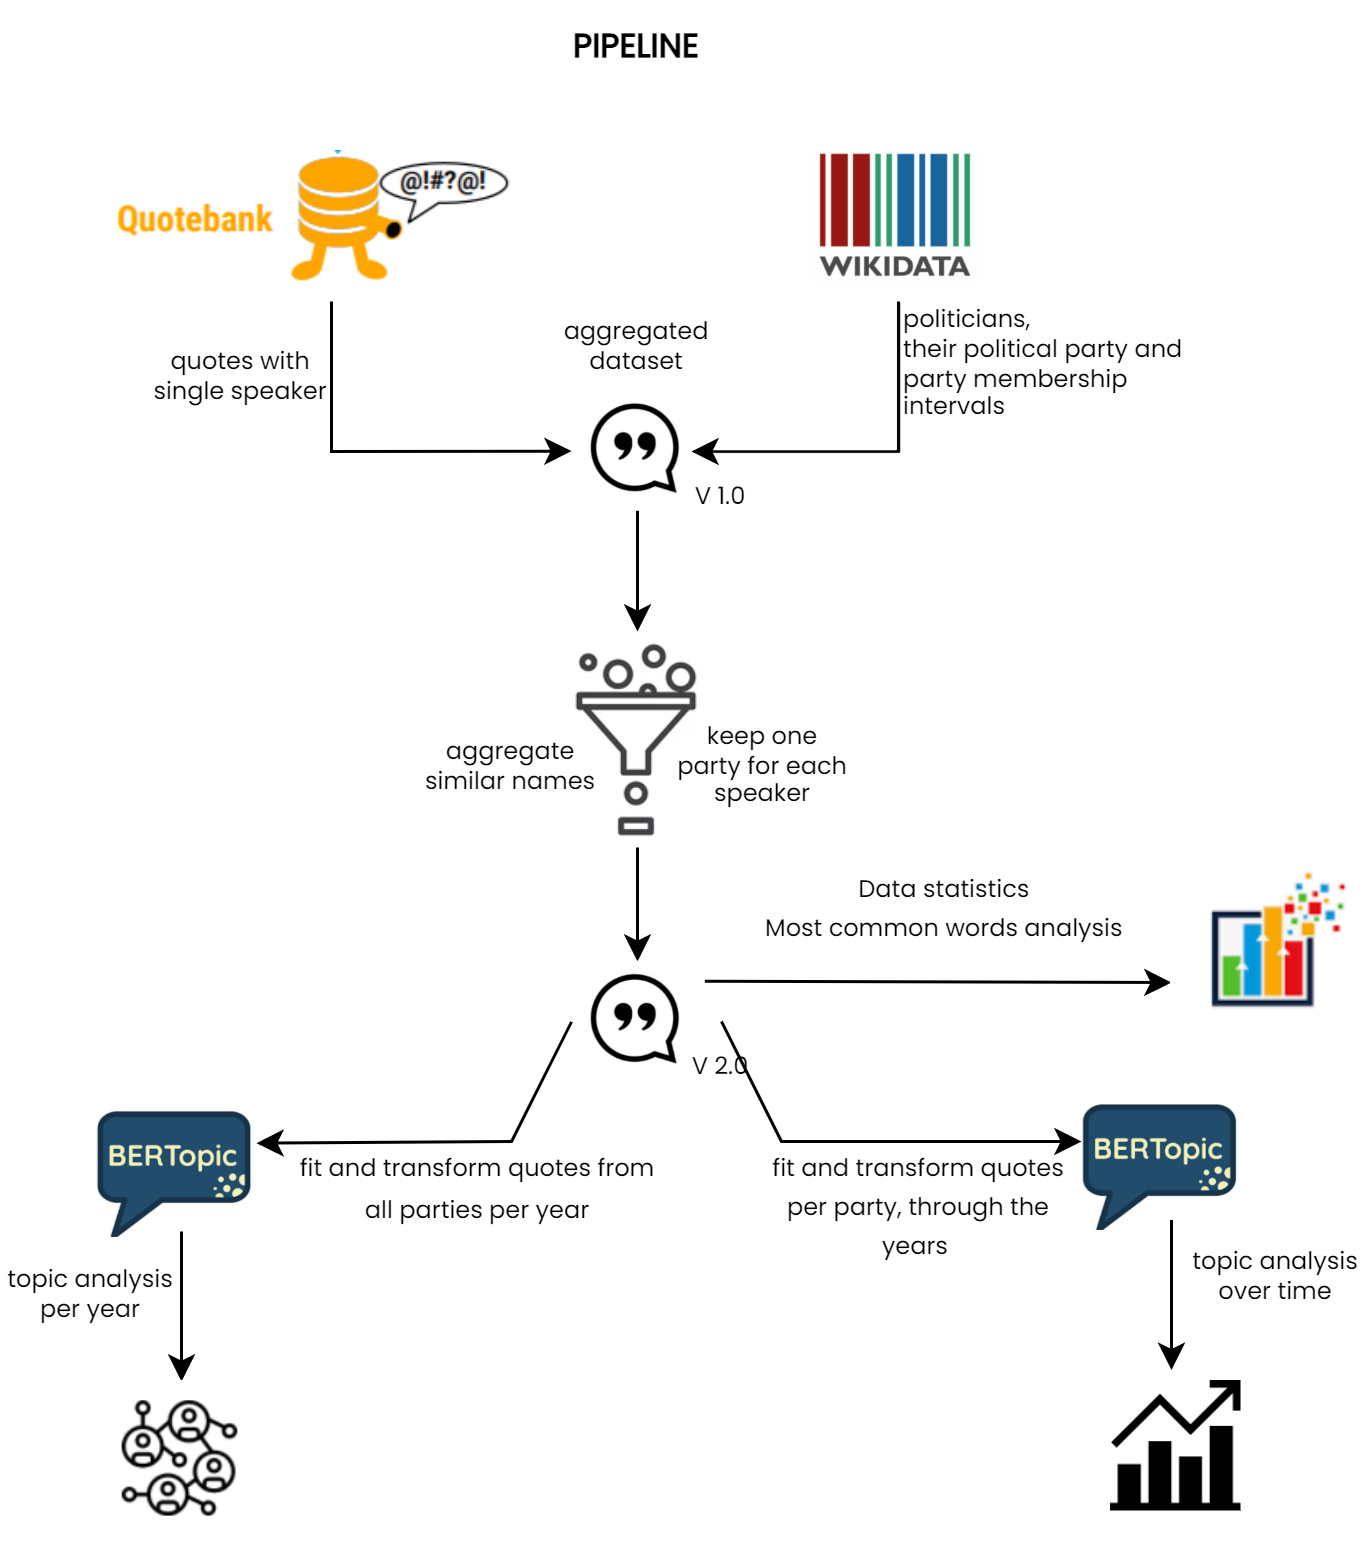 PIPELINE
Quotebank
@!#?@!
WIKIDATA
quotes with
single speaker
aggregated
dataset
politicians,
their political party and
party membership
intervals
V 1.0
aggregate
similar names
keep one
party for each
speaker
Data statistics
Most common words analysis
V 2.0
BERTopic
fit and transform quotes from
all parties per year
fit and transform quotes
per party, through the
years
BERTopic
topic analysis
per year
topic analysis
over time